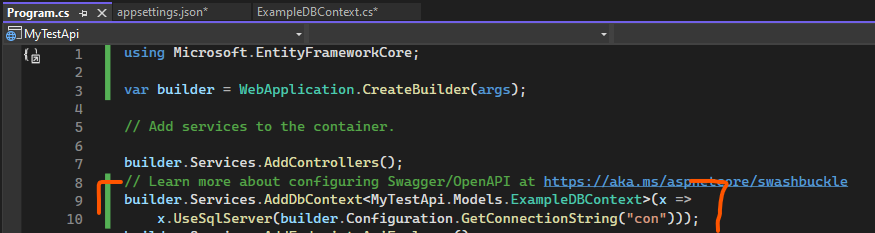 Program.cs appsettings.json* ExampleDBContext.cs*
MyTestApi
1 using Microsoft.EntityFrameworkCore;
2
3 var builder = WebApplication.CreateBuilder(args);
4
5 // Add services to the container.
6
7 builder.Services.AddControllers();
8 // Learn more about configuring Swagger/OpenAPI at https://aka.ms/aspnetcore/swashbuckle
9 builder.Services.AddDbContext<MyTestApi.Models.ExampleDBContext>(x =>
10 x.UseSqlServer(builder.Configuration.GetConnectionString("con")));